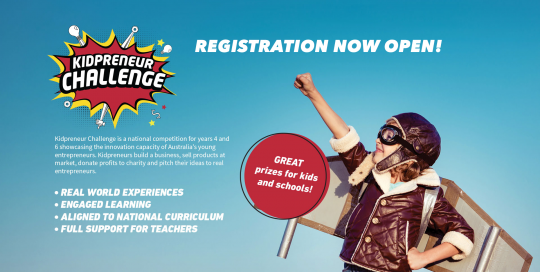 KIDPRENEUR
CHALLENGE
REGISTRATION NOW OPEN!
Kidpreneur Challenge is a national competition for years 4 and
6 showcasing the innovation capacity of Australia's young
entrepreneurs. Kidpreneurs build a business, sell products at
market, donate profits to charity and pitch their ideas to real
entrepreneurs.
• REAL WORLD EXPERIENCES
• ENGAGED LEARNING
• ALIGNED TO NATIONAL CURRICULUM
• FULL SUPPORT FOR TEACHERS
GREAT
prizes for kids
and schools!